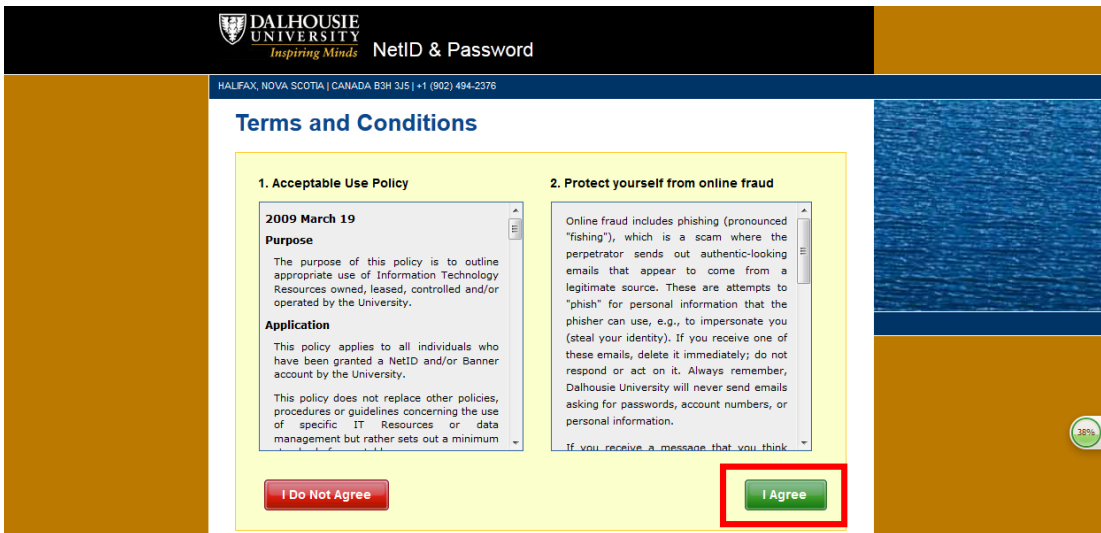 DALHOUSIE
UNIVERSITY
Inspiring Minds
NetID & Password
HALIFAX, NOVA SCOTIA | CANADA B3H 3J5 | +1 (902) 494-2376
Terms and Conditions
1. Acceptable Use Policy
2009 March 19
Purpose
The purpose of this policy is to outline
appropriate use of Information Technology
Resources owned, leased, controlled and/or
operated by the University.
Application
This policy applies to all individuals who
have been granted a NetID and/or Banner
account by the University.
This policy does not replace other policies,
procedures or guidelines concerning the use
of specific IT Resources or data
management but rather sets out a minimum
2. Protect yourself from online fraud
Online fraud includes phishing (pronounced
"fishing"), which is a scam where the
perpetrator sends out authentic-looking
emails that appear to come from a
legitimate source. These are attempts to
"phish" for personal information that the
phisher can use, e.g., to impersonate you
(steal your identity). If you receive one of
these emails, delete it immediately; do not
respond or act on it. Always remember,
Dalhousie University will never send emails
asking for passwords, account numbers, or
personal information.
If you receive a message that you think
I Do Not Agree
I Agree
38%